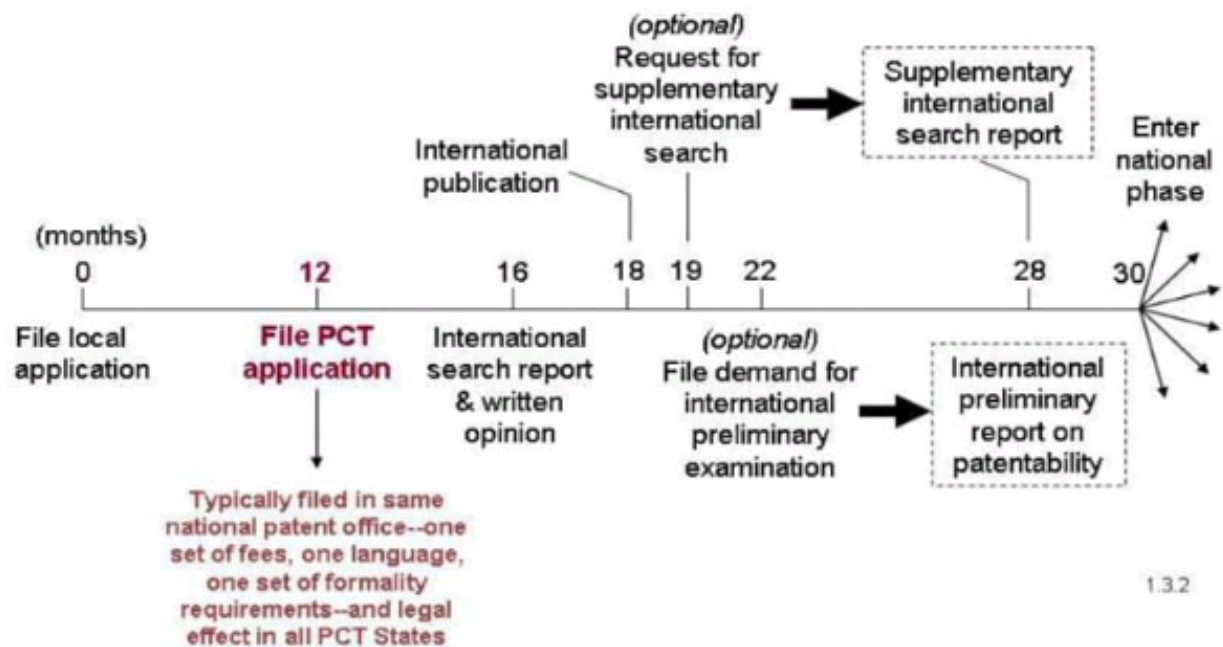 (optional)
Request for
supplementary
international
search
Supplementary
international
search report
Enter
national
phase
International
publication
(months)
0
12
16
18
19
22
28
30
File local
application
File PCT
application
International
search report
& written
opinion
(optional)
File demand for
international
preliminary
examination
International
preliminary
report on
patentability
Typically filed in same
national patent office--one
set of fees, one language,
one set of formality
requirements--and legal
effect in all PCT States
1.3.2